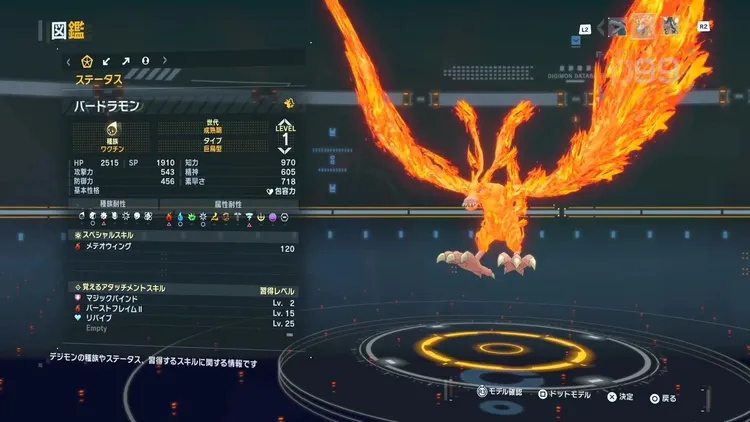 図鑑
L2
R2
ステータス
DIGIMON DATABAS
099
バードラモン
種族
ワクチン
世代
成熟期
タイプ
巨鳥型
LEVEL
1
HP 2515 SP 1910 知力 970
攻撃力 543 精神 605
防御力 456 素早さ 718
基本性格 包容力
種族耐性 属性耐性
スペシャルスキル
メテオウィング 120
覚えるアタッチメントスキル 習得レベル
マジックバインド Lv. 2
バーストフレイムⅡ Lv. 15
リバイブ Lv. 25
Empty
デジモンの種族やステータス、習得するスキルに関する情報です
モデル確認 ドットモデル 決定 戻る